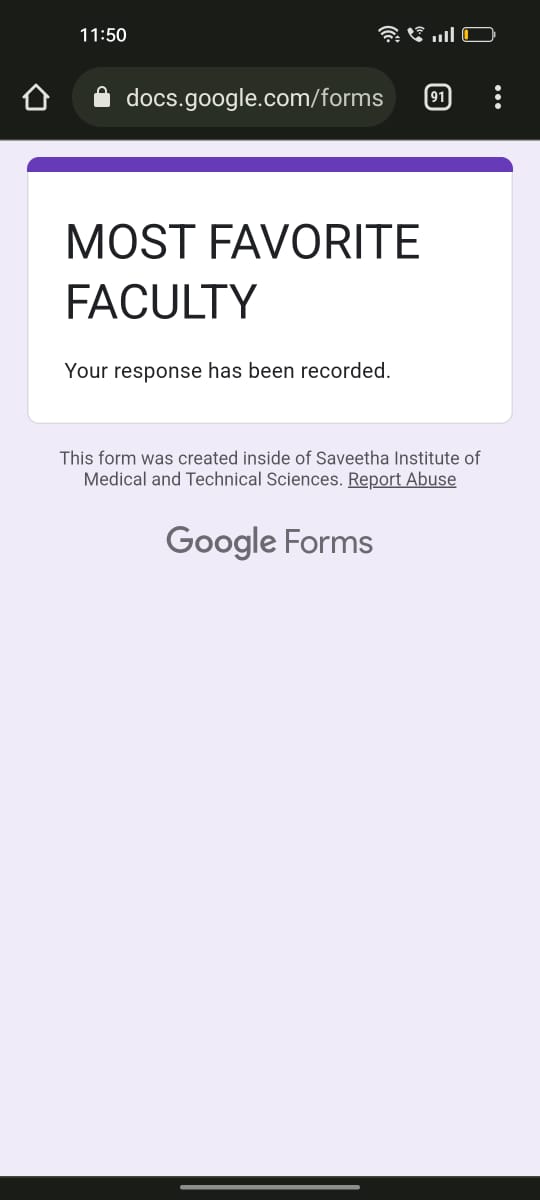 11:50
docs.google.com/forms
91
MOST FAVORITE
FACULTY
Your response has been recorded.
This form was created inside of Saveetha Institute of
Medical and Technical Sciences. Report Abuse
Google Forms